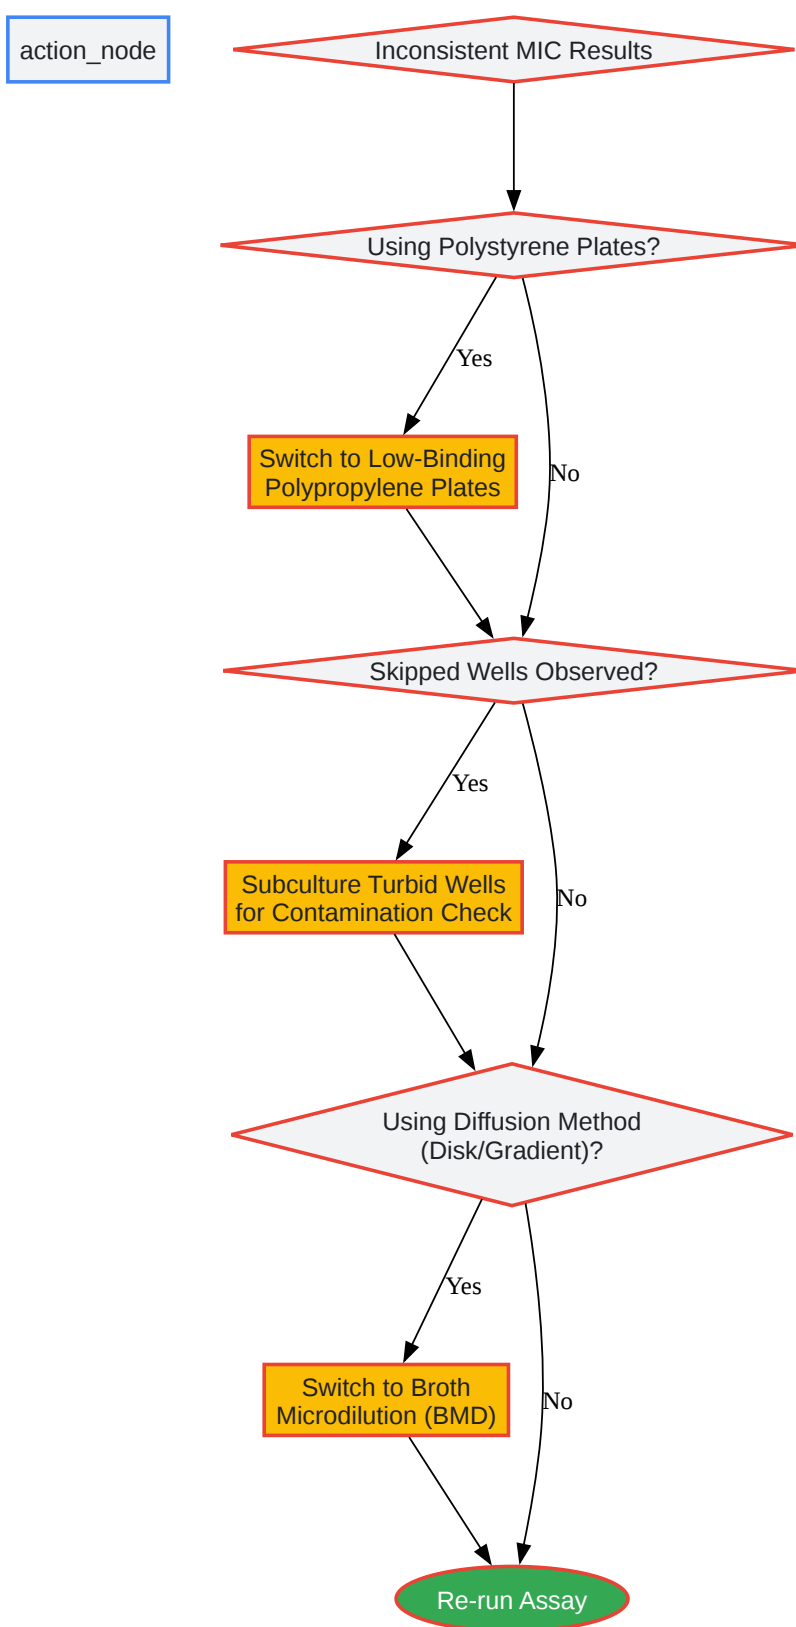 action_node
Inconsistent MIC Results
Using Polystyrene Plates?
Yes
Switch to Low-Binding
Polypropylene Plates
No
Skipped Wells Observed?
Yes
Subculture Turbid Wells
for Contamination Check
No
Using Diffusion Method
(Disk/Gradient)?
Yes
Switch to Broth
Microdilution (BMD)
No
Re-run Assay